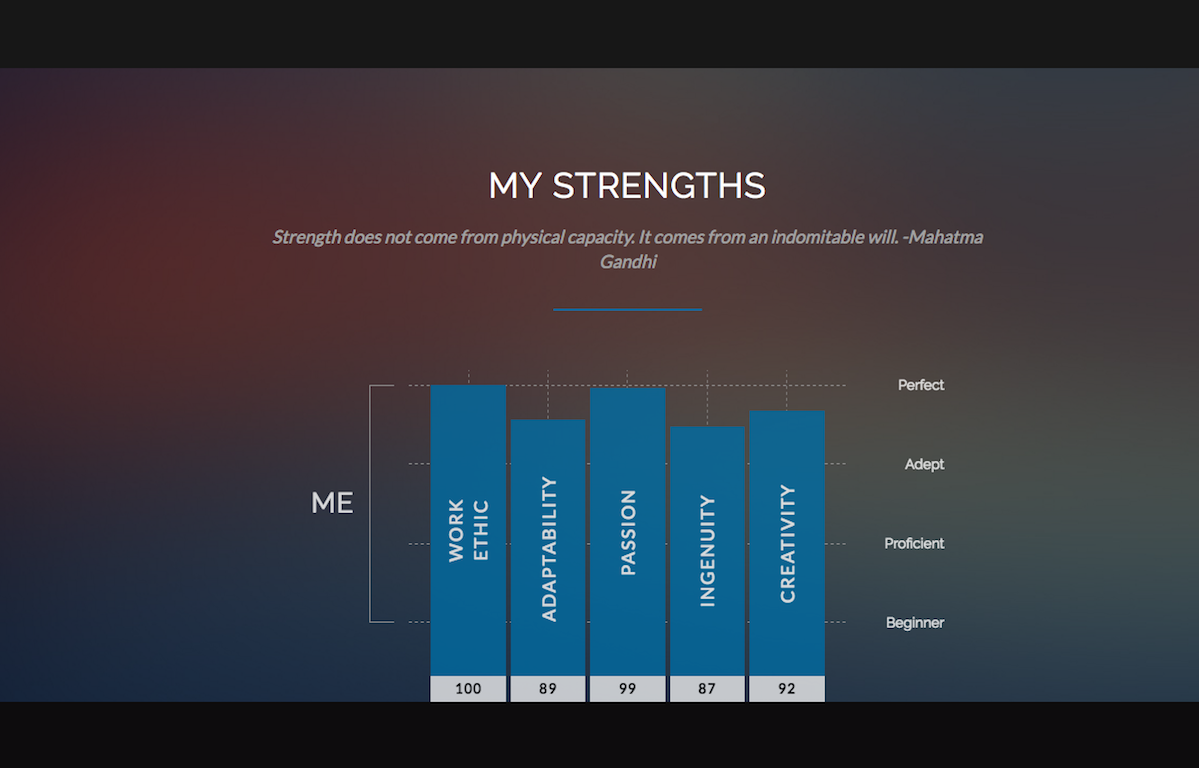 MY STRENGTHS
Strength does not come from physical capacity. It comes from an indomitable will. -Mahatma
Gandhi
Perfect
Adept
ME
Proficient
Beginner
WORK
ETHIC
ADAPTABILITY
PASSION
INGENUITY
CREATIVITY
100
89
99
87
92